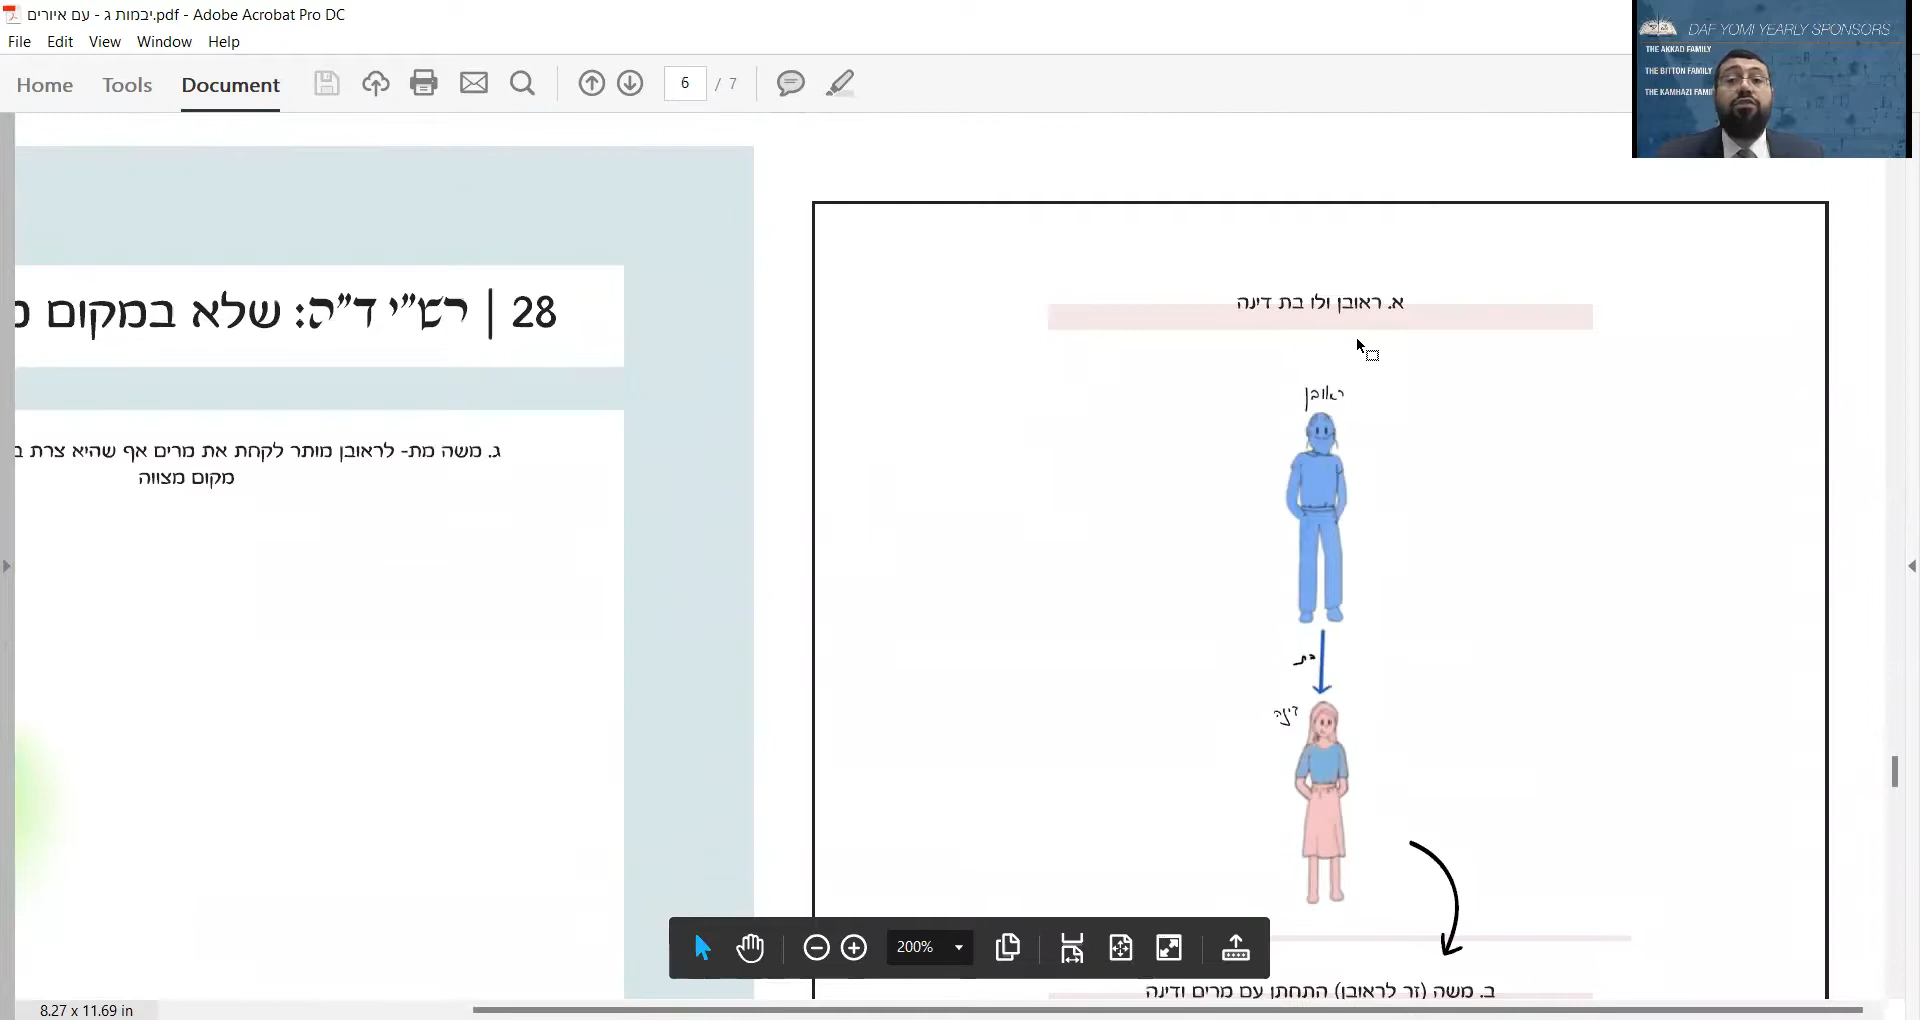 יבמות ג - עם איורים.pdf - Adobe Acrobat Pro DC
File Edit View Window Help
Home Tools Document 6 / 7
DAF YOMI YEARLY SPONSORS
THE AKKAD FAMILY
THE BITTON FAMILY
THE KAMHAZI FAMI
28 | רש"י ד"ה: שלא במקום
ג. משה מת- לראובן מותר לקחת את מרים אף שהיא צרת
מקום מצווה
א. ראובן ולו בת דינה
ראובן
בת
דינה
ב. משה (זר לראובן) התחתן עם מרים ודינה
200%
8.27 x 11.69 in